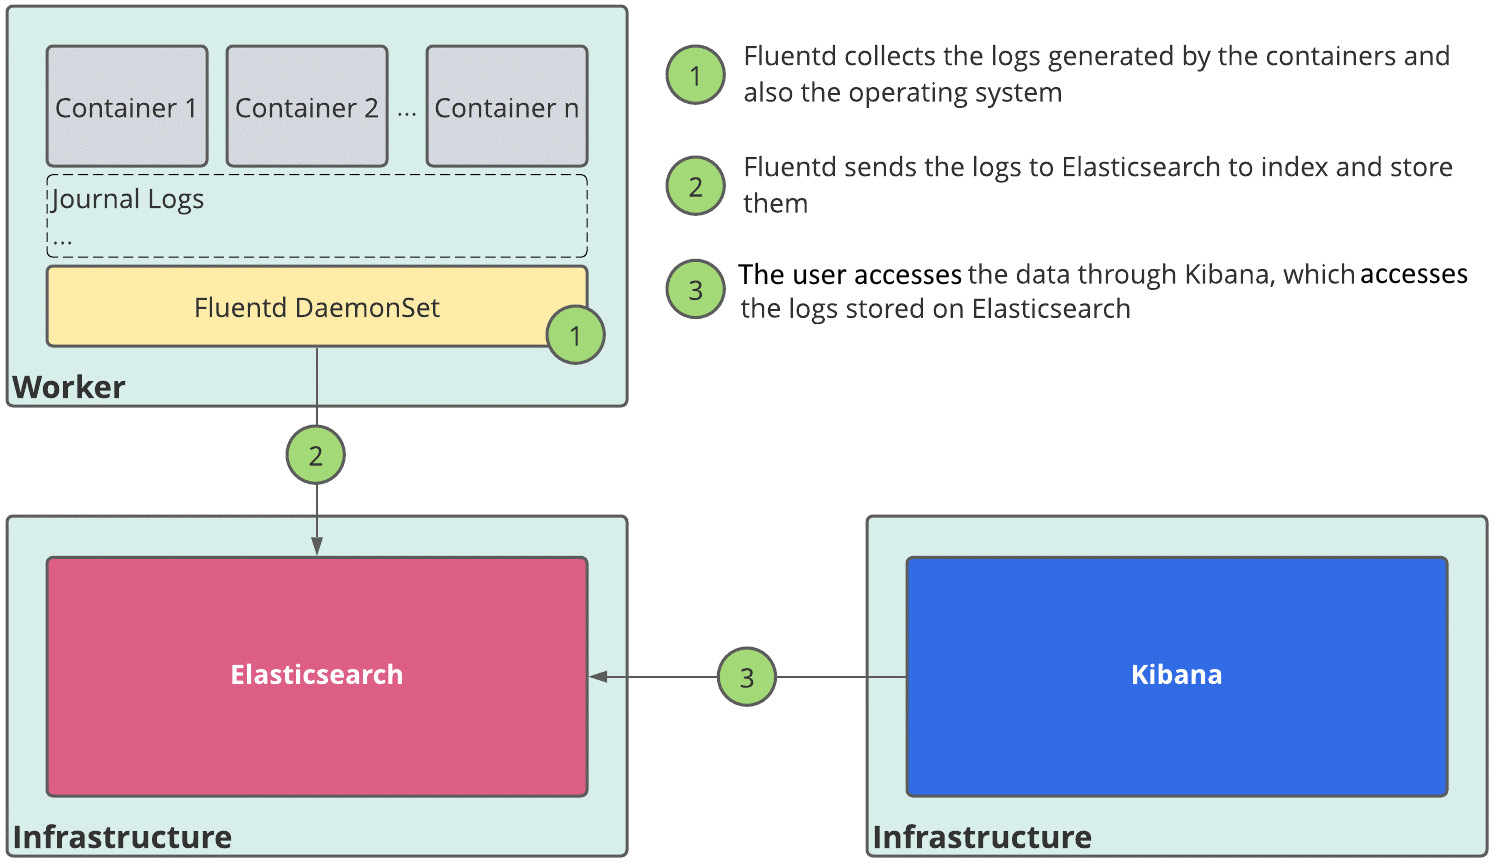 Container 1
Container 2
...
Container n
Journal Logs
...
Fluentd DaemonSet
1
Worker
1
Fluentd collects the logs generated by the containers and
also the operating system
2
Fluentd sends the logs to Elasticsearch to index and store
them
3
The user accesses the data through Kibana, which accesses
the logs stored on Elasticsearch
2
Elasticsearch
Infrastructure
3
Kibana
Infrastructure